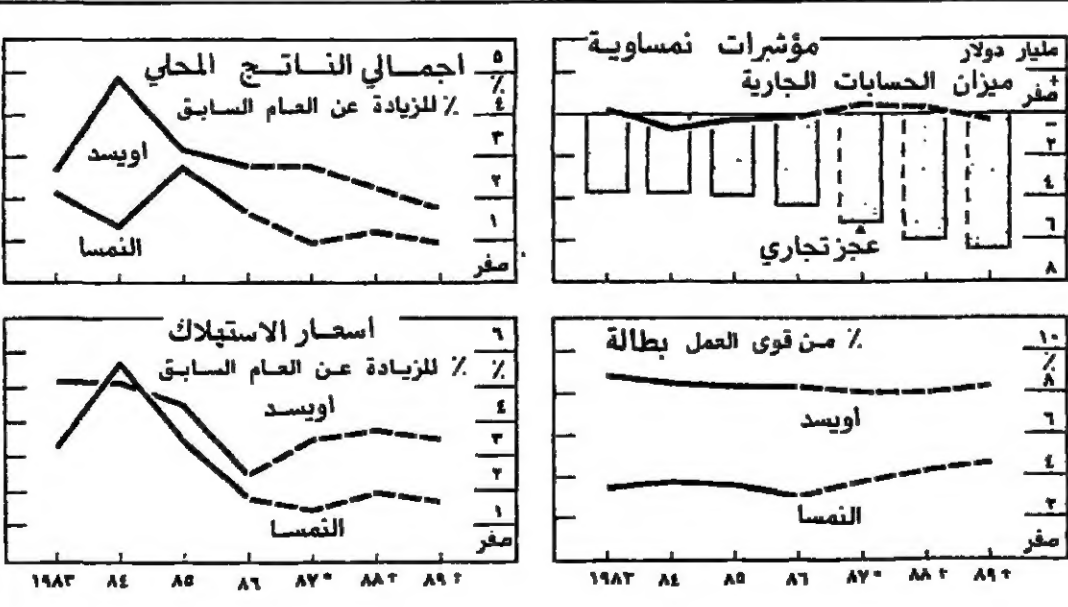 مؤشرات نمساوية
مليار دولار
ميزان الحسابات الجارية
+
صفر
−
٢
٤
٦
٨
عجز تجاري
اجمالي الناتج المحلي
٪ للزيادة عن العام السابق
٥
٪
٤
٣
٢
١
صفر
اويسد
النمسا
٪ من قوى العمل بطالة
١٠
٪
٨
٦
٤
٢
صفر
اويسد
النمسا
١٩٨٣ ٨٤ ٨٥ ٨٦ ٨٧* ٨٨+ ٨٩+
اسعار الاستهلاك
٪ للزيادة عن العام السابق
٦
٪
٤
٣
٢
١
صفر
أويسد
النمسا
١٩٨٣ ٨٤ ٨٥ ٨٦ ٨٧* ٨٨+ ٨٩+